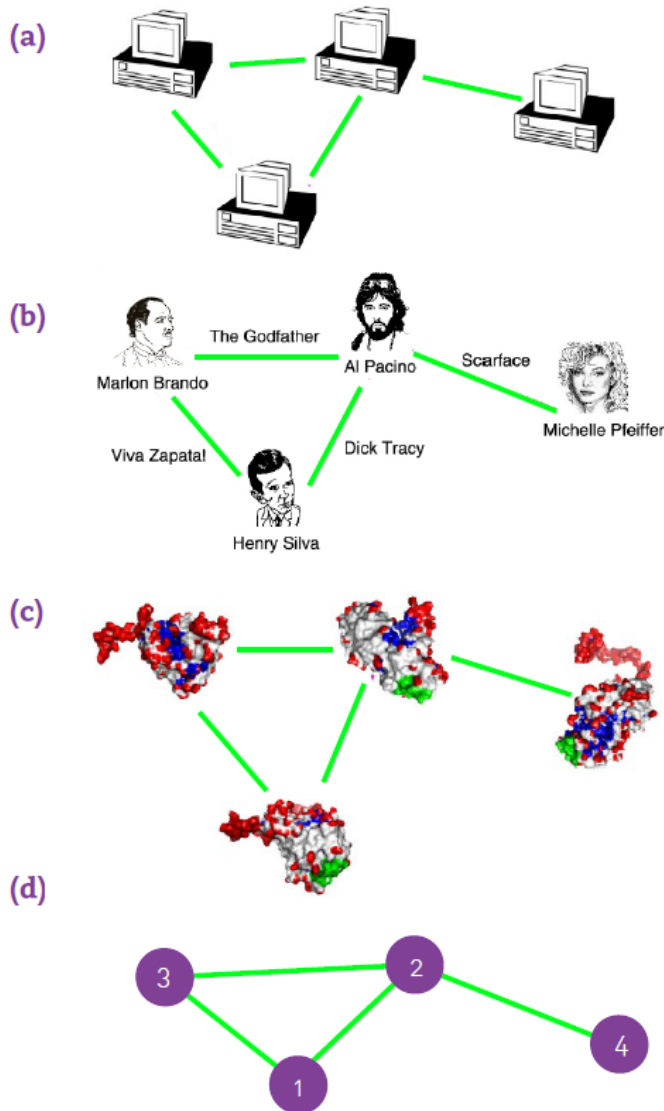 (a)
(b)
The Godfather
Scarface
Marlon Brando
Al Pacino
Michelle Pfeiffer
Viva Zapata!
Dick Tracy
Henry Silva
(c)
(d)
3
2
4
1